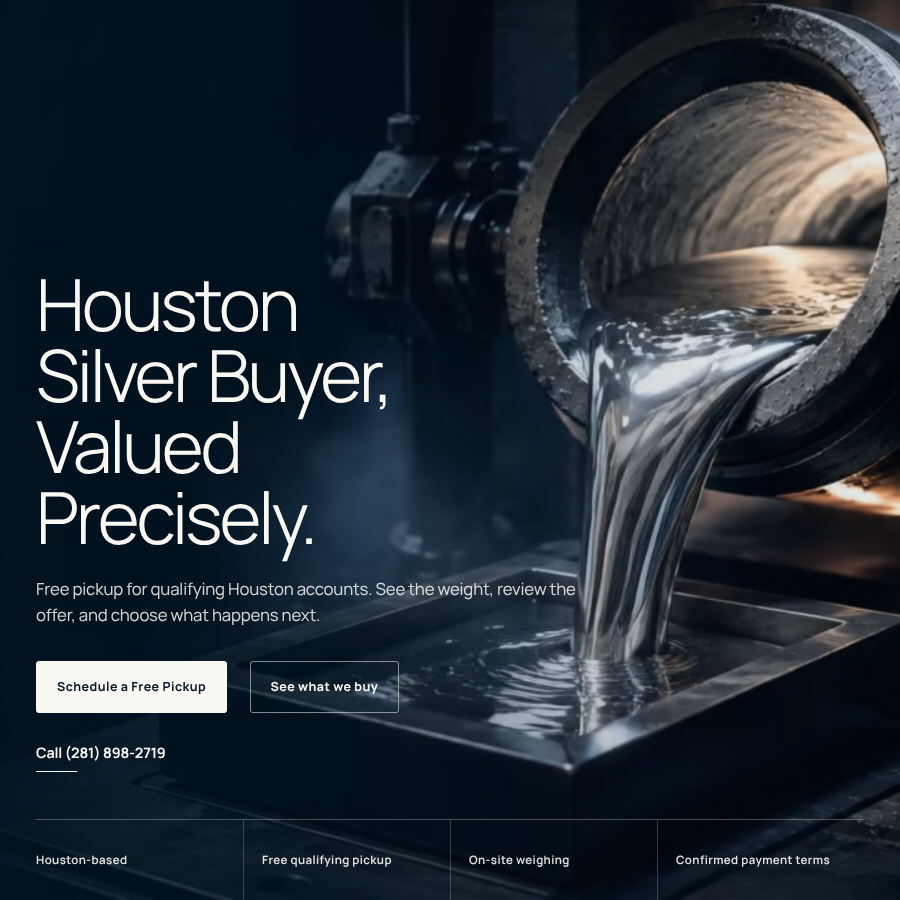 Houston
Silver Buyer,
Valued
Precisely.
Free pickup for qualifying Houston accounts. See the weight, review the
offer, and choose what happens next.
Schedule a Free Pickup
See what we buy
Call (281) 898-2719
Houston-based
Free qualifying pickup
On-site weighing
Confirmed payment terms